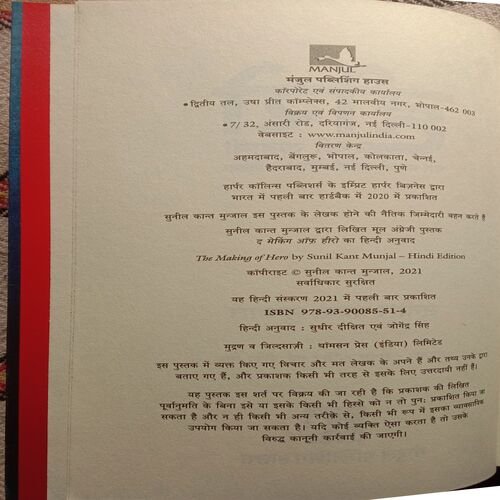 MANJUL
मंजुल पब्लिशिंग हाउस
कॉरपोरेट एवं संपादकीय कार्यालय
• द्वितीय तल, उषा प्रीत कॉम्प्लेक्स, 42 मालवीय नगर, भोपाल-462 003
विक्रय एवं विपणन कार्यालय
• 7/ 32, अंसारी रोड, दरियागंज, नई दिल्ली-110 002
वेबसाइट : www.manjulindia.com
वितरण केन्द्र
अहमदाबाद, बेंगलुरू, भोपाल, कोलकाता, चेन्नई,
हैदराबाद, मुम्बई, नई दिल्ली, पुणे
हार्पर कॉलिन्स पब्लिशर्स के इम्प्रिंट हार्पर बिज़नेस द्वारा
भारत में पहली बार हार्डबैक में 2020 में प्रकाशित
सुनील कान्त मुन्जाल इस पुस्तक के लेखक होने की नैतिक जिम्मेदारी वहन करते हैं
सुनील कान्त मुन्जाल द्वारा लिखित मूल अंग्रेजी पुस्तक
द मेकिंग ऑफ़ हीरो का हिन्दी अनुवाद
The Making of Hero by Sunil Kant Munjal – Hindi Edition
कॉपीराइट © सुनील कान्त मुन्जाल, 2021
सर्वाधिकार सुरक्षित
यह हिन्दी संस्करण 2021 में पहली बार प्रकाशित
ISBN 978-93-90085-51-4
हिन्दी अनुवाद : सुधीर दीक्षित एवं जोगेंद्र सिंह
मुद्रण व जिल्दसाज़ी : थॉमसन प्रेस (इंडिया) लिमिटेड
इस पुस्तक में व्यक्त किए गए विचार और मत लेखक के अपने हैं और तथ्य उनके द्वारा
बताए गए हैं, और प्रकाशक किसी भी तरह से इसके लिए उत्तरदायी नहीं हैं।
यह पुस्तक इस शर्त पर विक्रय की जा रही है कि प्रकाशक की लिखित
पूर्वानुमति के बिना इसे या इसके किसी भी हिस्से को न तो पुन: प्रकाशित किया जा
सकता है और न ही किसी भी अन्य तरीक़े से, किसी भी रूप में इसका व्यावसायिक
उपयोग किया जा सकता है। यदि कोई व्यक्ति ऐसा करता है तो उसके
विरुद्ध कानूनी कार्रवाई की जाएगी।